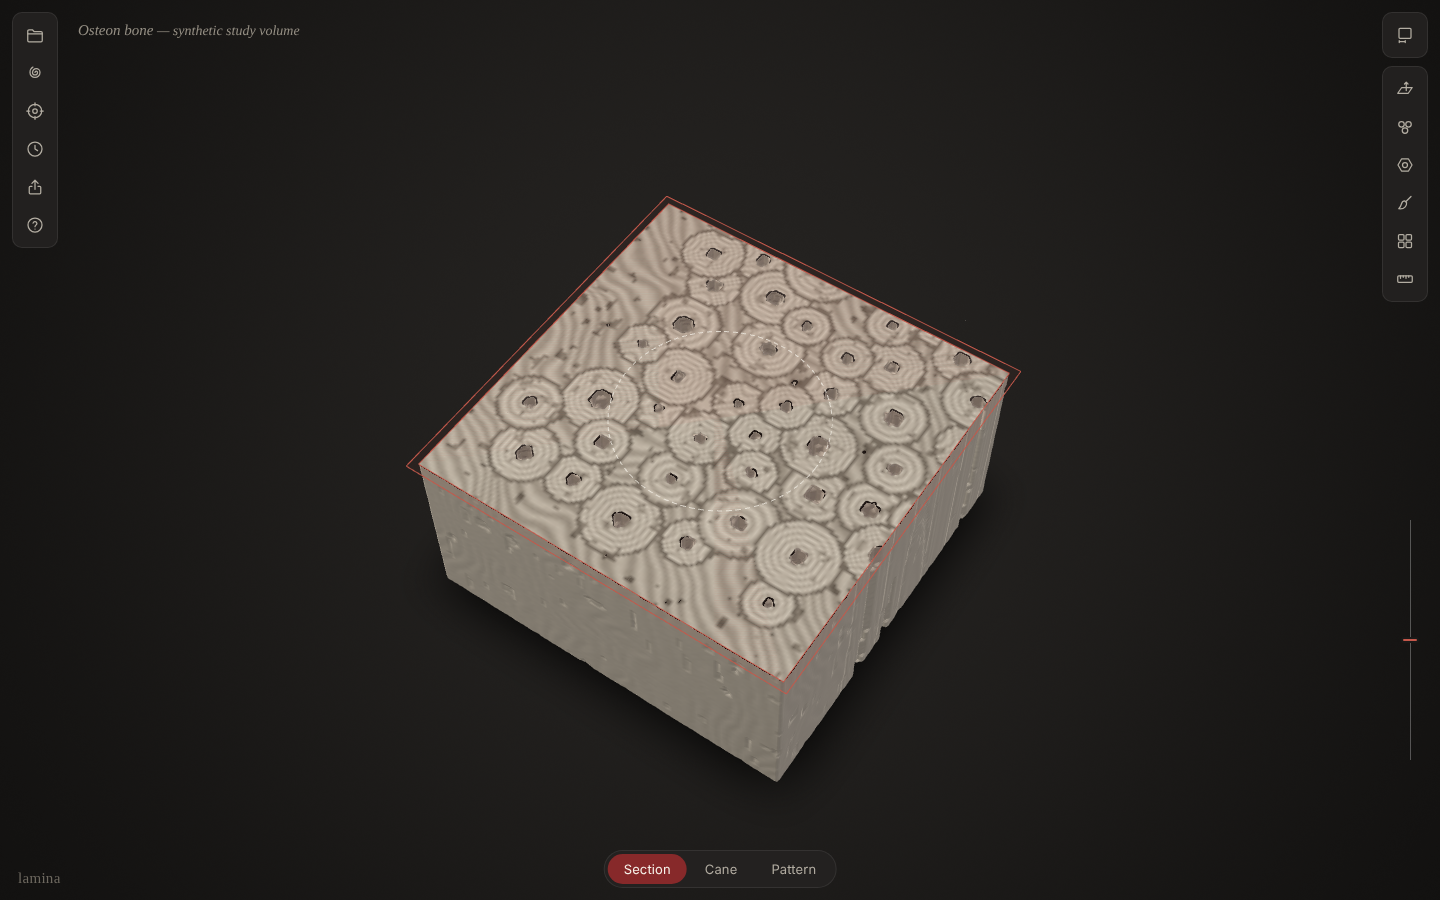 Osteon bone — synthetic study volume
Section
Cane
Pattern
lamina